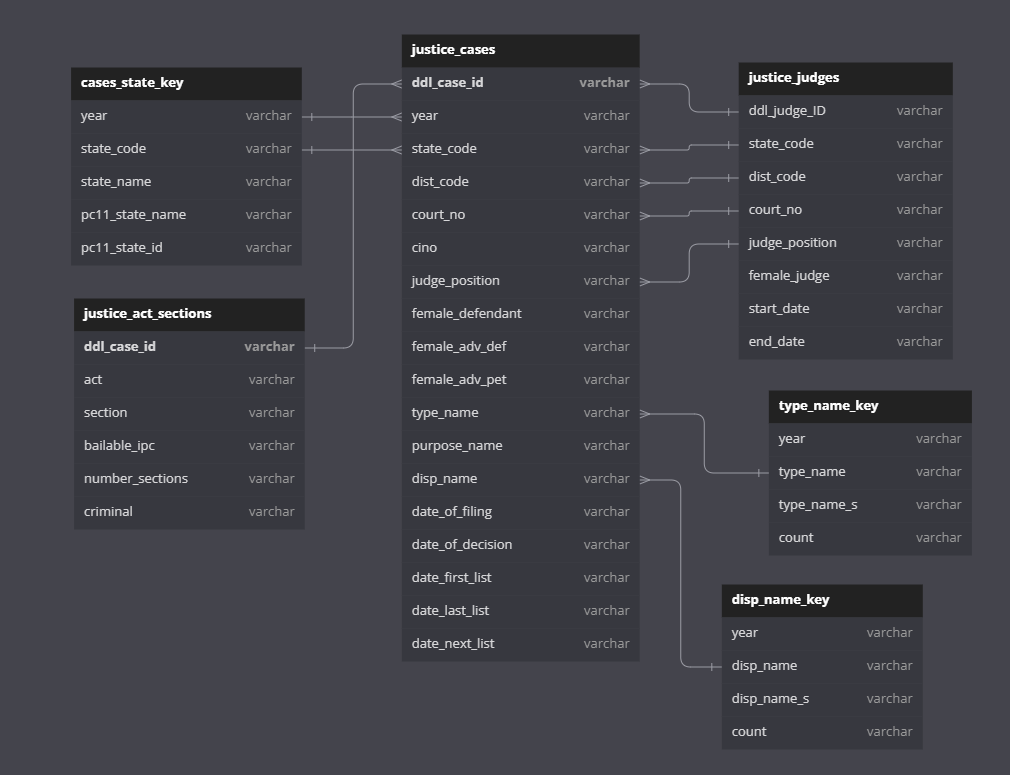 cases_state_key
year varchar
state_code varchar
state_name varchar
pc11_state_name varchar
pc11_state_id varchar
justice_act_sections
ddl_case_id varchar
act varchar
section varchar
bailable_ipc varchar
number_sections varchar
criminal varchar
justice_cases
ddl_case_id varchar
year varchar
state_code varchar
dist_code varchar
court_no varchar
cino varchar
judge_position varchar
female_defendant varchar
female_adv_def varchar
female_adv_pet varchar
type_name varchar
purpose_name varchar
disp_name varchar
date_of_filing varchar
date_of_decision varchar
date_first_list varchar
date_last_list varchar
date_next_list varchar
justice_judges
ddl_judge_ID varchar
state_code varchar
dist_code varchar
court_no varchar
judge_position varchar
female_judge varchar
start_date varchar
end_date varchar
type_name_key
year varchar
type_name varchar
type_name_s varchar
count varchar
disp_name_key
year varchar
disp_name varchar
disp_name_s varchar
count varchar